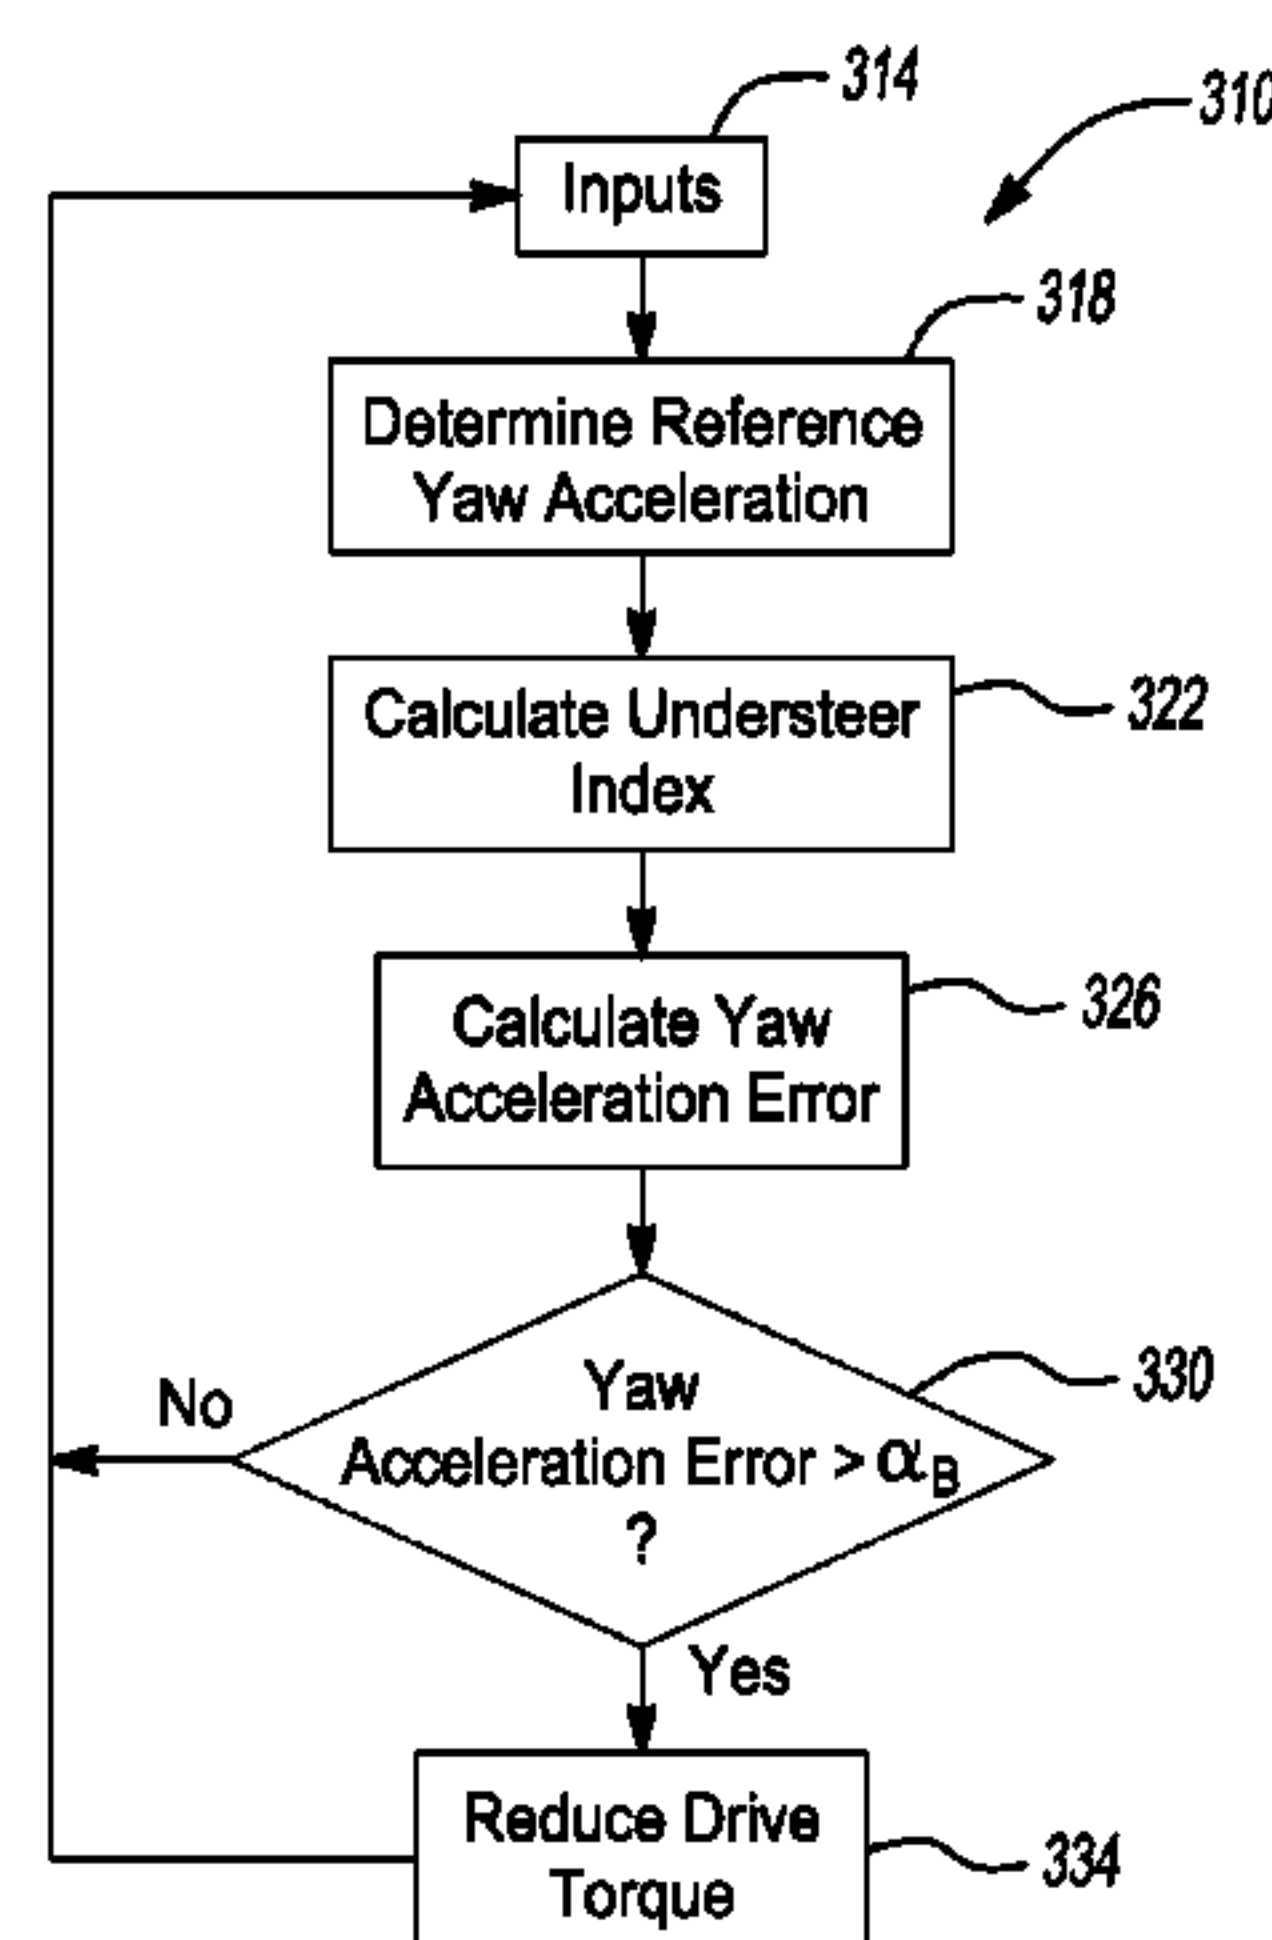 314
310
Inputs
318
Determine Reference
Yaw Acceleration
322
Calculate Understeer
Index
326
Calculate Yaw
Acceleration Error
330
No
Yaw
Acceleration Error > αB
?
Yes
334
Reduce Drive
Torque